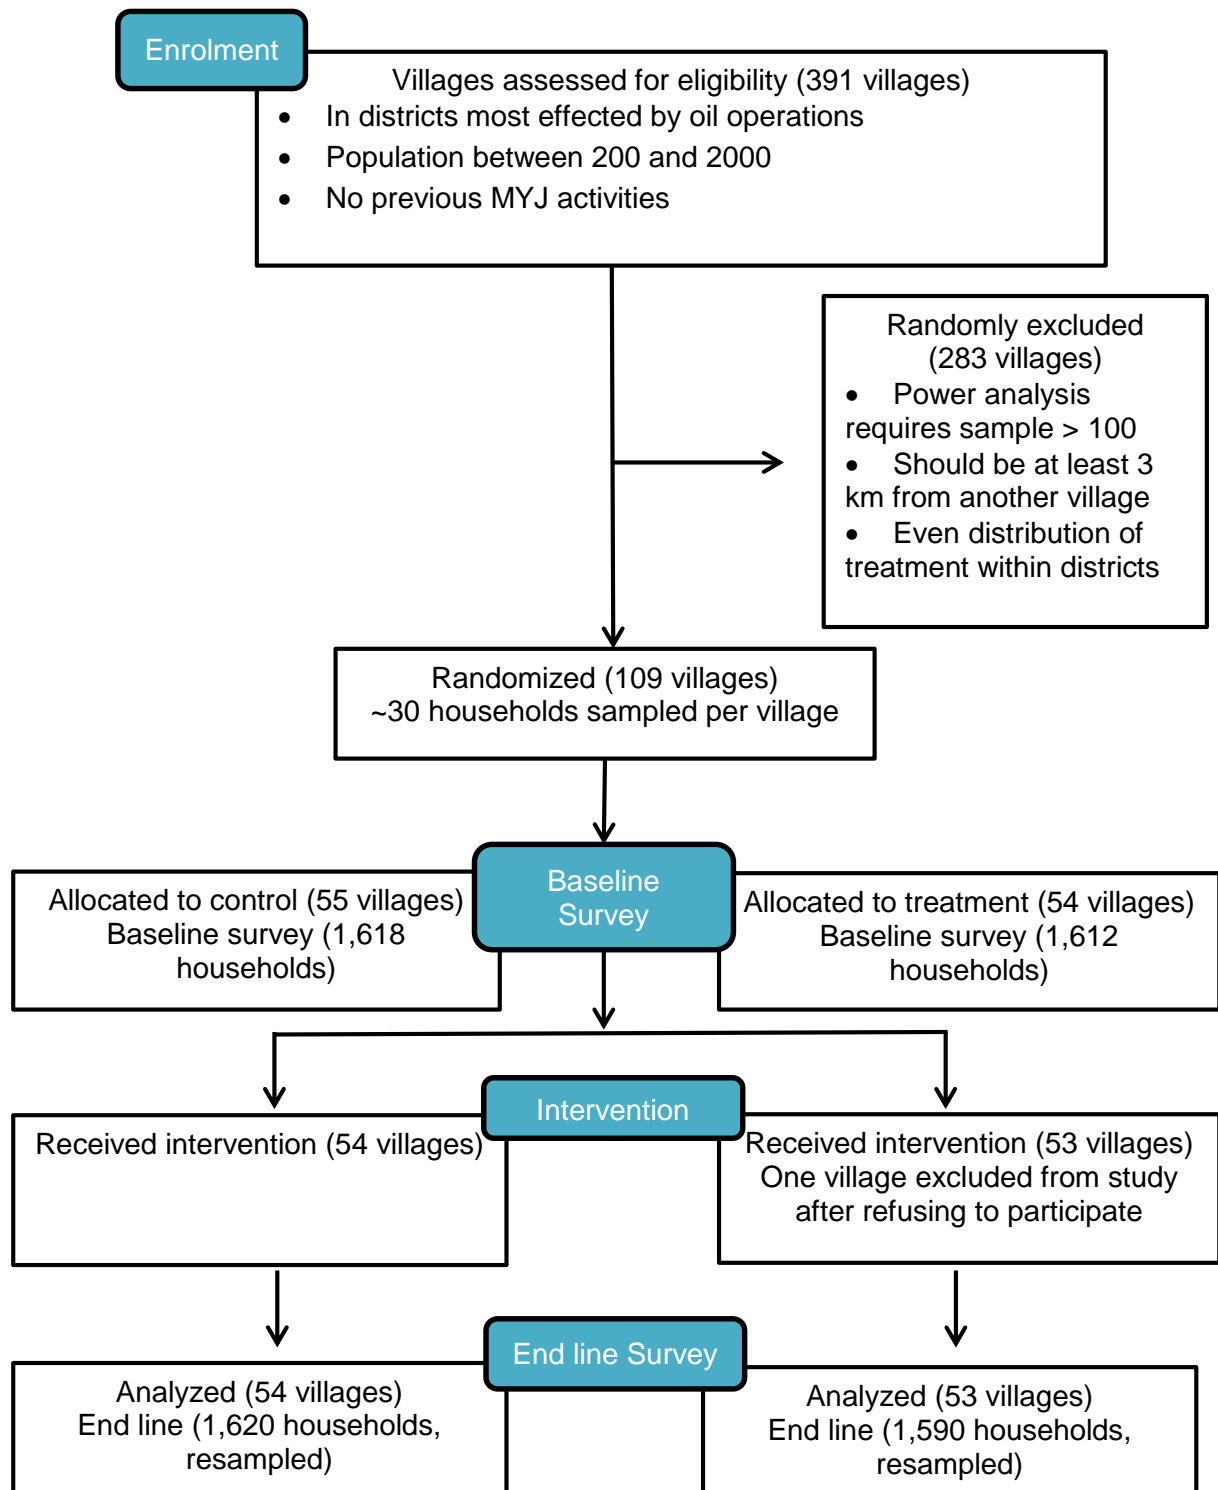 Enrolment
Villages assessed for eligibility (391 villages)
• In districts most effected by oil operations
• Population between 200 and 2000
• No previous MYJ activities
Randomly excluded
(283 villages)
• Power analysis
requires sample > 100
• Should be at least 3
km from another village
• Even distribution of
treatment within districts
Randomized (109 villages)
~30 households sampled per village
Baseline
Survey
Allocated to control (55 villages)
Baseline survey (1,618
households)
Allocated to treatment (54 villages)
Baseline survey (1,612
households)
Intervention
Received intervention (54 villages)
Received intervention (53 villages)
One village excluded from study
after refusing to participate
End line Survey
Analyzed (54 villages)
End line (1,620 households,
resampled)
Analyzed (53 villages)
End line (1,590 households,
resampled)